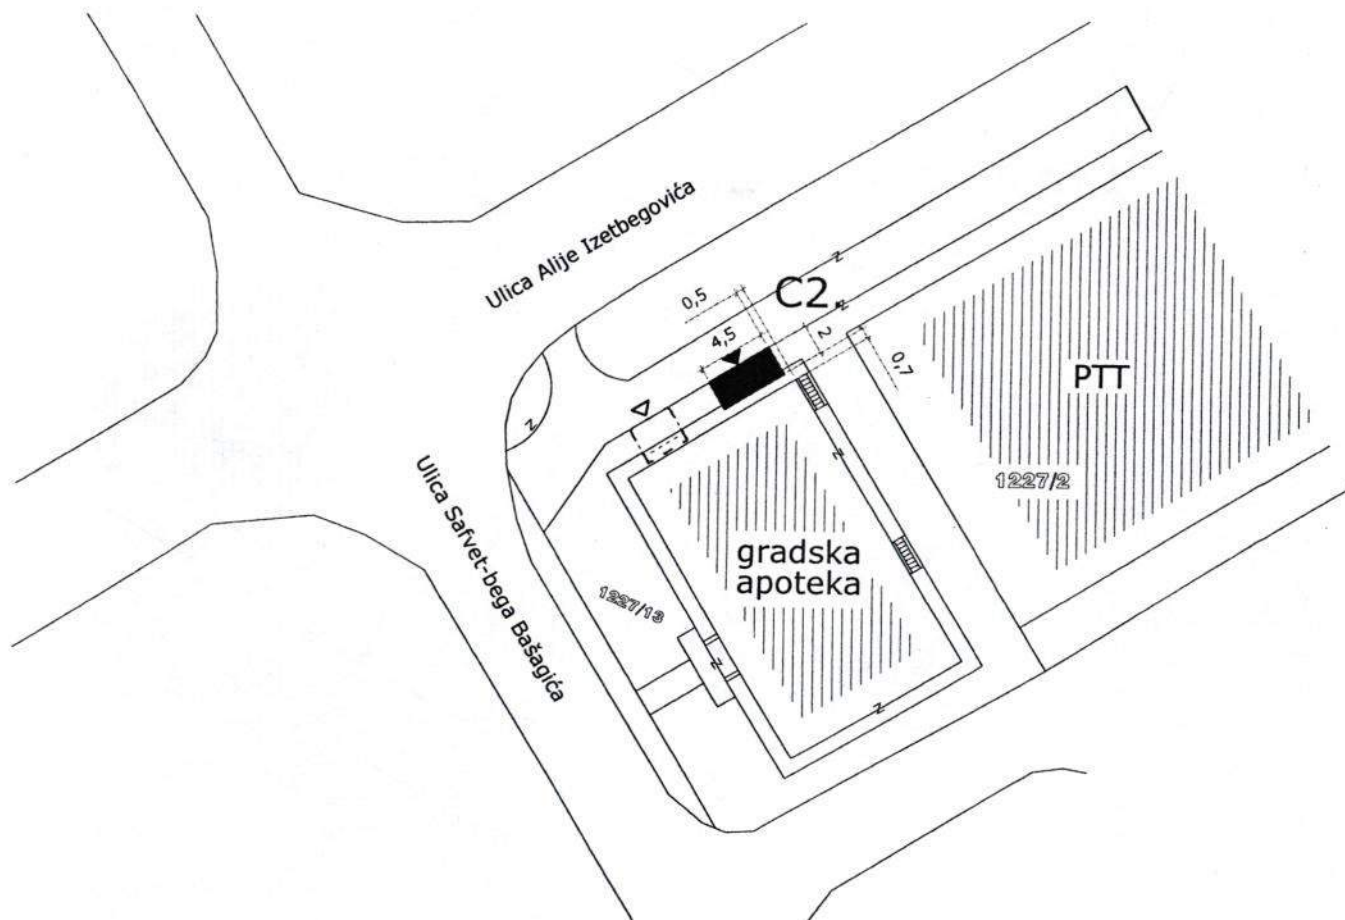 Ulica Alije Izetbegovića
0,5
C2.
4,5
2
0,7
PTT
1227/2
Ulica Safvet-bega Bašagića
gradska
apoteka
1227/13
N
N
N
N
N
N